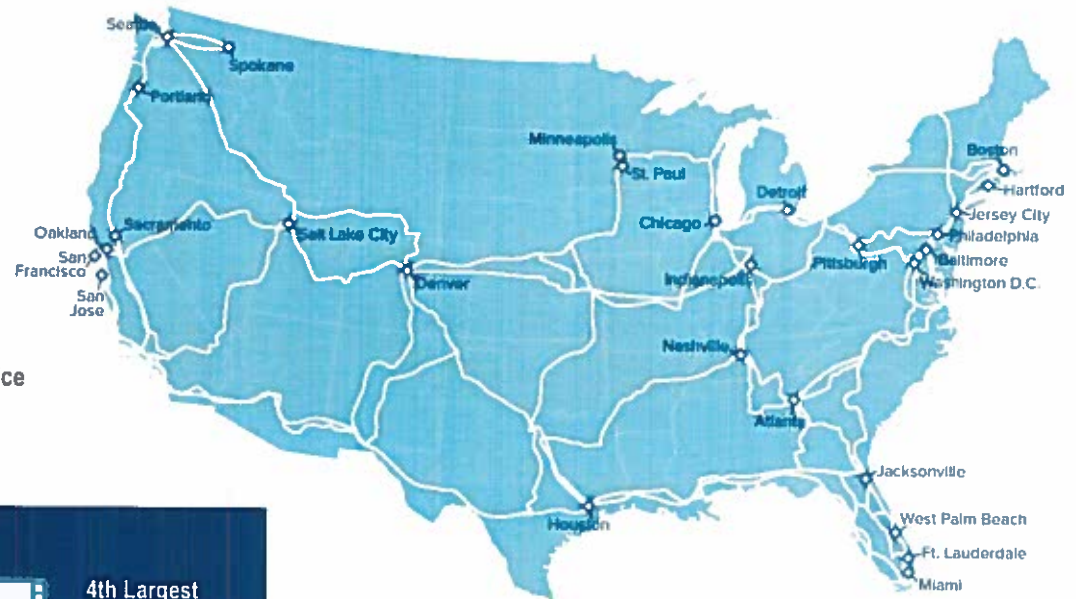 Seattle
Spokane
Portland
Minneapolis
St. Paul
Boston
Detroit
Hartford
Chicago
Jersey City
Oakland
Sacramento
Salt Lake City
Philadelphia
San
Francisco
Pittsburgh
Baltimore
Indianapolis
Washington D.C.
Denver
San
Jose
Nashville
ce
Atlanta
Jacksonville
Houston
West Palm Beach
Ft. Lauderdale
Miami
4th Largest